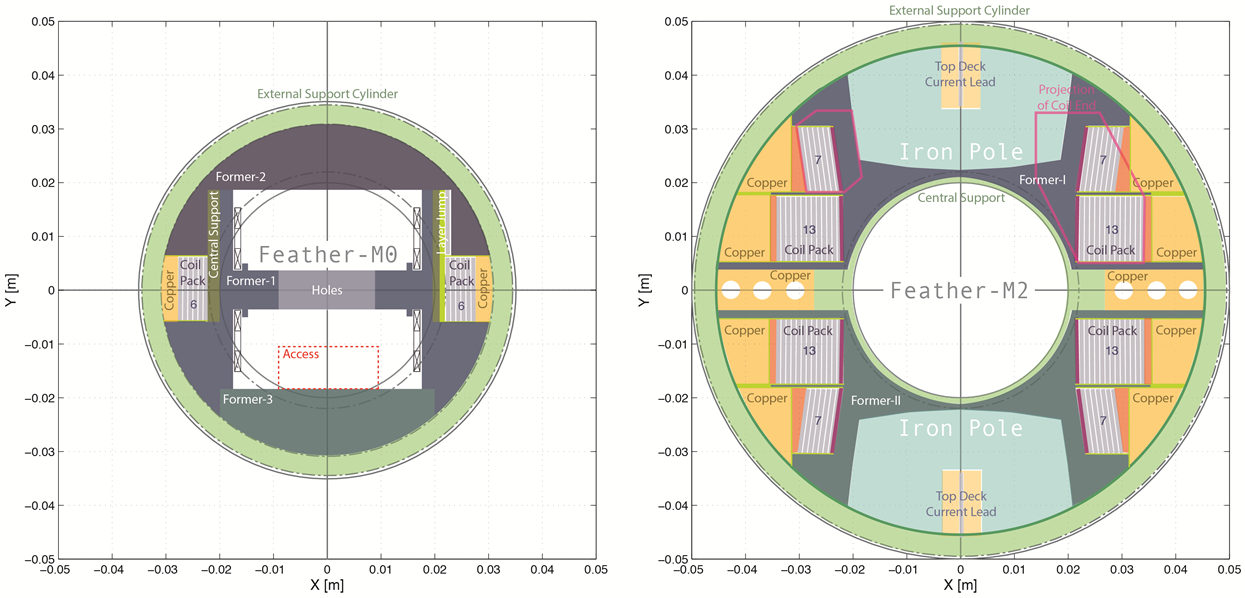 External Support Cylinder
0.05
0.04
0.03
0.02
0.01
0
−0.01
−0.02
−0.03
−0.04
−0.05
Y [m]
Former-2
Central Support
Layer Jump
Feather-M0
Coil
Pack
6
Copper
Former-1
Holes
Coil
Pack
6
Copper
Access
Former-3
−0.05 −0.04 −0.03 −0.02 −0.01 0 0.01 0.02 0.03 0.04 0.05
X [m]
External Support Cylinder
0.05
0.04
0.03
0.02
0.01
0
−0.01
−0.02
−0.03
−0.04
−0.05
Y [m]
Top Deck
Current Lead
Projection
of Coil End
Iron Pole
7
7
Former-I
Copper
Copper
Central Support
13
Coil Pack
13
Coil Pack
Copper
Copper
Copper
Copper
Feather-M2
Coil Pack
13
Coil Pack
13
Copper
Copper
Copper
Copper
Former-II
7
7
Iron Pole
Top Deck
Current Lead
−0.05 −0.04 −0.03 −0.02 −0.01 0 0.01 0.02 0.03 0.04 0.05
X [m]